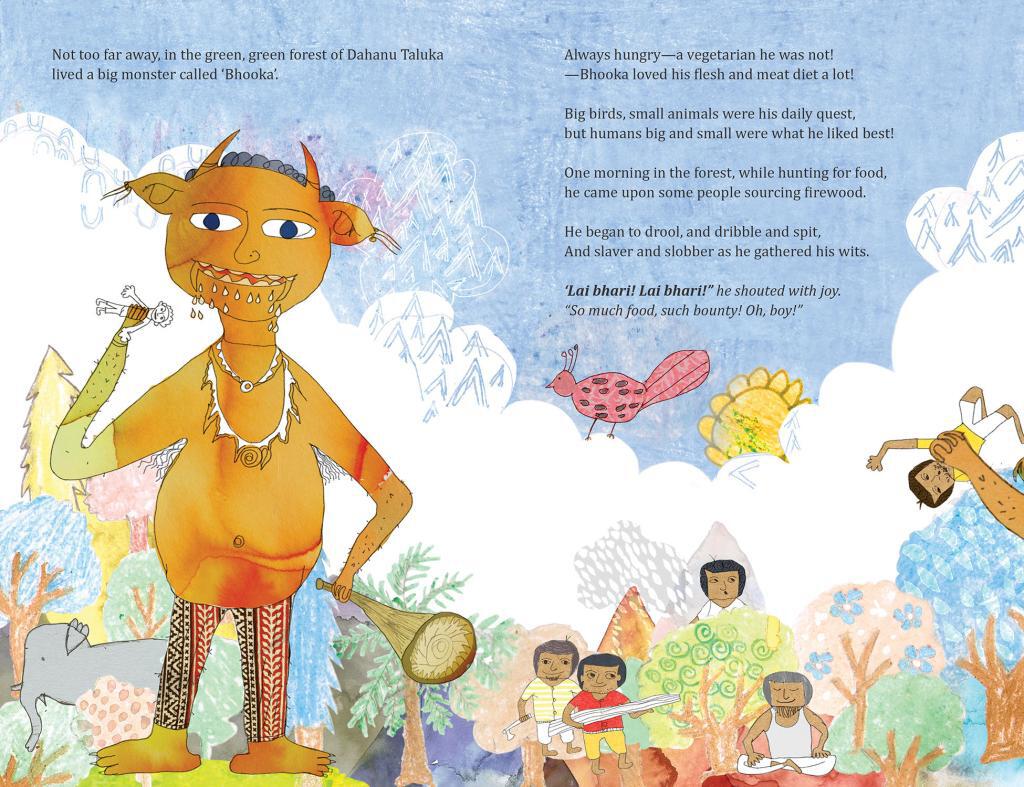 Not too far away, in the green, green forest of Dahanu Taluka
lived a big monster called ‘Bhooka’.
Always hungry—a vegetarian he was not!
—Bhooka loved his flesh and meat diet a lot!
Big birds, small animals were his daily quest,
but humans big and small were what he liked best!
One morning in the forest, while hunting for food,
he came upon some people sourcing firewood.
He began to drool, and dribble and spit,
And slaver and slobber as he gathered his wits.
‘Lai bhari! Lai bhari!” he shouted with joy.
“So much food, such bounty! Oh, boy!”